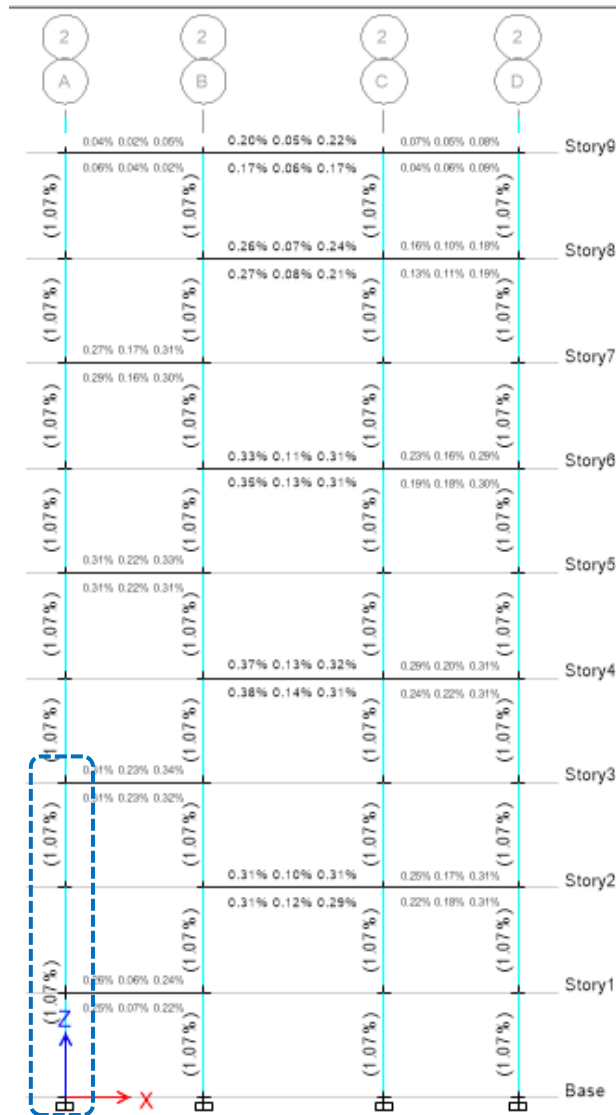 2 2 2 2
A B C D
0.04% 0.02% 0.05% 0.20% 0.05% 0.22% 0.07% 0.05% 0.08% Story9
0.06% 0.04% 0.02% 0.17% 0.06% 0.17% 0.04% 0.06% 0.09%
(1.07%) (1.07%) (1.07%) (1.07%)
0.26% 0.07% 0.24% 0.16% 0.10% 0.18% Story8
0.27% 0.08% 0.21% 0.13% 0.11% 0.19%
(1.07%) (1.07%) (1.07%) (1.07%)
0.27% 0.17% 0.31% Story7
0.29% 0.16% 0.30%
(1.07%) (1.07%) (1.07%) (1.07%)
0.33% 0.11% 0.31% 0.23% 0.16% 0.29% Story6
0.35% 0.13% 0.31% 0.19% 0.18% 0.30%
(1.07%) (1.07%) (1.07%) (1.07%)
0.31% 0.22% 0.33% Story5
0.31% 0.22% 0.31%
(1.07%) (1.07%) (1.07%) (1.07%)
0.37% 0.13% 0.32% 0.29% 0.20% 0.31% Story4
0.38% 0.14% 0.31% 0.24% 0.22% 0.31%
(1.07%) (1.07%) (1.07%) (1.07%)
0.31% 0.23% 0.34% Story3
0.31% 0.23% 0.32%
(1.07%) (1.07%) (1.07%) (1.07%)
0.31% 0.10% 0.31% 0.25% 0.17% 0.31% Story2
0.31% 0.12% 0.29% 0.22% 0.18% 0.31%
(1.07%) (1.07%) (1.07%)
0.26% 0.06% 0.24% Story1
(1.07%) 0.25% 0.07% 0.22%
(1.07%) (1.07%) (1.07%)
Z
X Base